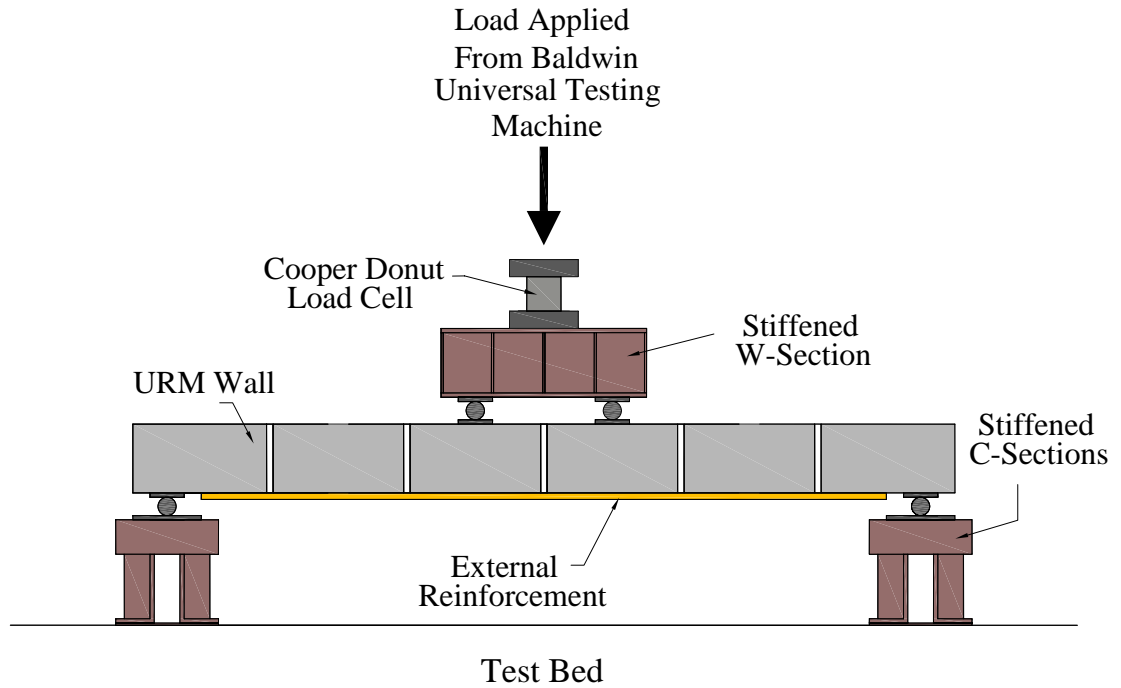 Load Applied
From Baldwin
Universal Testing
Machine
Cooper Donut
Load Cell
Stiffened
W-Section
URM Wall
Stiffened
C-Sections
External
Reinforcement
Test Bed